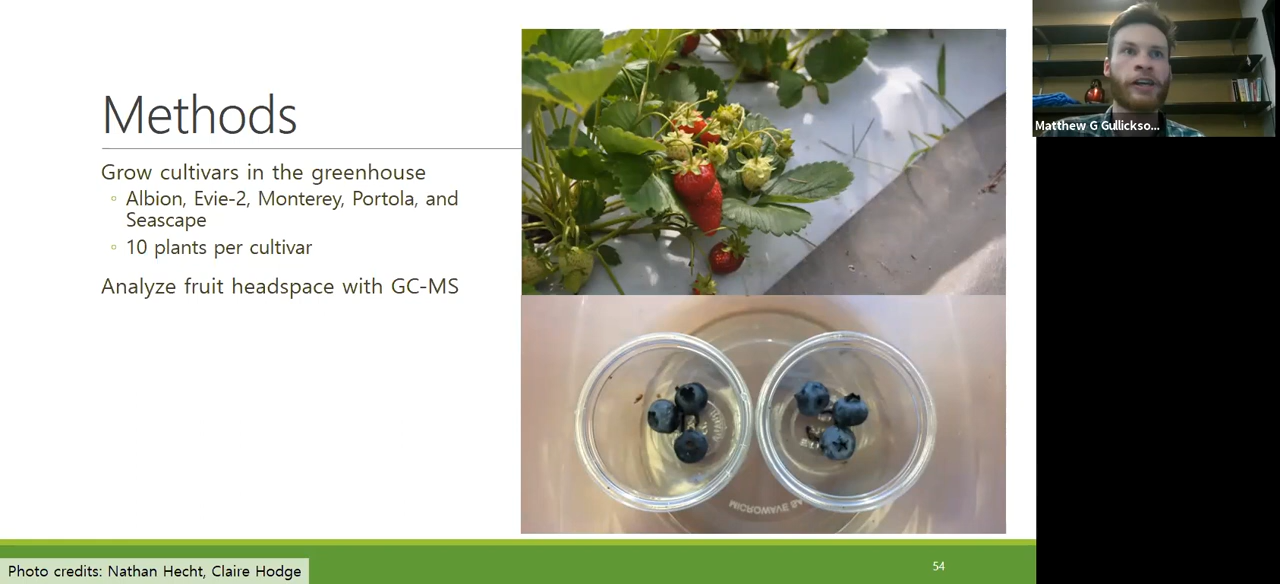 Methods
Grow cultivars in the greenhouse
◦ Albion, Evie-2, Monterey, Portola, and
Seascape
◦ 10 plants per cultivar
Analyze fruit headspace with GC-MS
Matthew G Gullickso...
MICROWAVE
54
Photo credits: Nathan Hecht, Claire Hodge